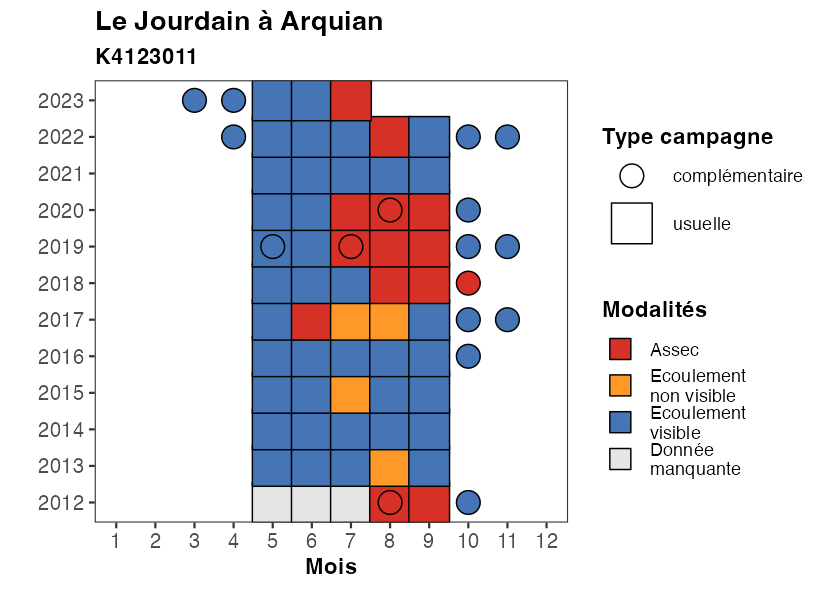 Le Jourdain à Arquian
K4123011
2023
2022
2021
2020
2019
2018
2017
2016
2015
2014
2013
2012
1 2 3 4 5 6 7 8 9 10 11 12
Mois
Type campagne
complémentaire
usuelle
Modalités
Assec
Ecoulement
non visible
Ecoulement
visible
Donnée
manquante